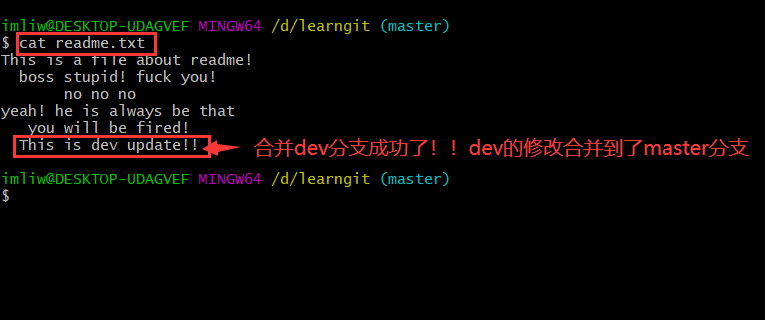 imliw@DESKTOP-UDAGVEF MINGW64 /d/learngit (master)
$ cat readme.txt
This is a file about readme!
boss stupid! fuck you!
no no no
yeah! he is always be that
you will be fired!
This is dev update!! 合并dev分支成功了！！dev的修改合并到了master分支
imliw@DESKTOP-UDAGVEF MINGW64 /d/learngit (master)
$